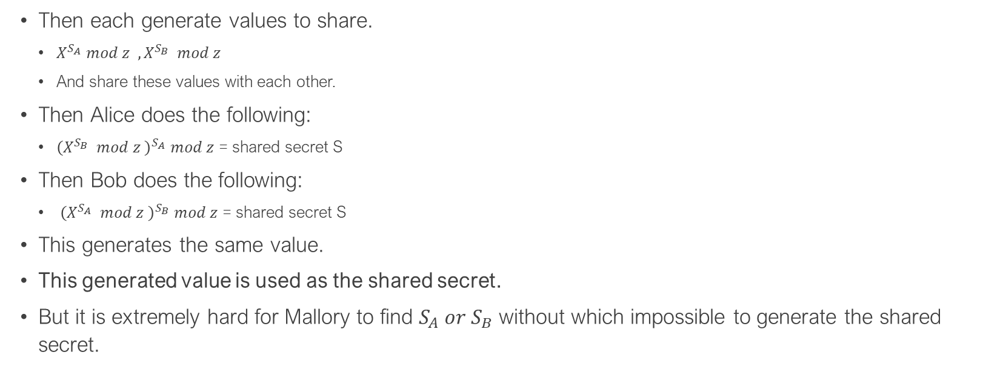 • Then each generate values to share.
• X^{S_A} mod z , X^{S_B} mod z
• And share these values with each other.
• Then Alice does the following:
• (X^{S_B} mod z )^{S_A} mod z = shared secret S
• Then Bob does the following:
• (X^{S_A} mod z )^{S_B} mod z = shared secret S
• This generates the same value.
• This generated value is used as the shared secret.
• But it is extremely hard for Mallory to find S_A or S_B without which impossible to generate the shared
secret.